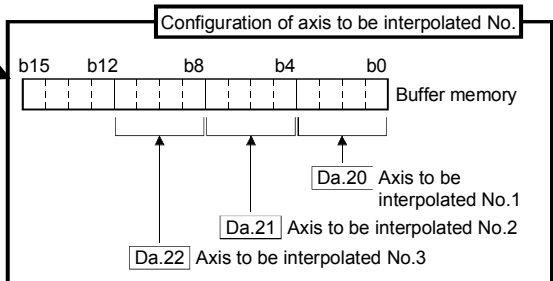 Configuration of axis to be interpolated No.
b15 b12 b8 b4 b0
Buffer memory
Da.20 Axis to be
interpolated No.1
Da.21 Axis to be interpolated No.2
Da.22 Axis to be interpolated No.3